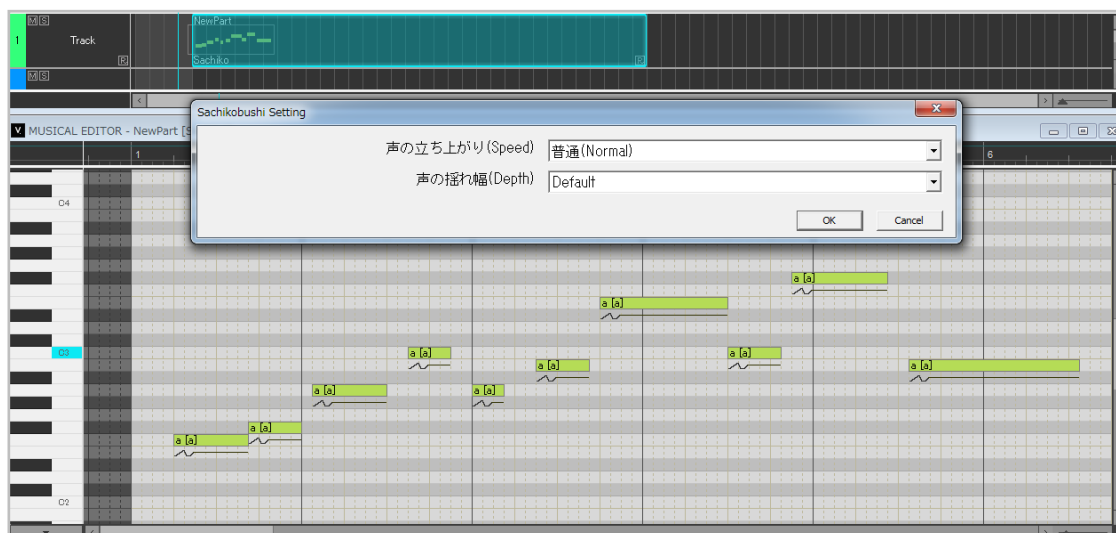 M S
NewPart
1 Track
R
Sachiko
R
M S
Sachikobushi Setting
V MUSICAL EDITOR - NewPart [S
声の立ち上がり(Speed) 普通(Normal)
声の揺れ幅(Depth) Default
OK Cancel
1
6
C4
a [a]
a [a]
C3
a [a]
a [a]
a [a]
a [a]
a [a]
a [a]
a [a]
a [a]
C2